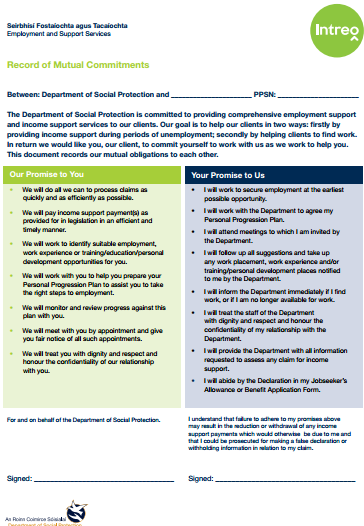 Seirbhísí Fostaíochta agus Tacaíochta
Employment and Support Services
Intreo
Record of Mutual Commitments
Between: Department of Social Protection and ______________________ PPSN: ______________________
The Department of Social Protection is committed to providing comprehensive employment support
and income support services to our clients. Our goal is to help our clients in two ways: firstly by
providing income support during periods of unemployment; secondly by helping clients to find work.
In return we would like you, our client, to commit yourself to work with us as we work to help you.
This document records our mutual obligations to each other.
Our Promise to You
• We will do all we can to process claims as
quickly and as efficiently as possible.
• We will pay income support payment(s) as
provided for in legislation in an efficient and
timely manner.
• We will work to identify suitable employment,
work experience or training/education/personal
development opportunities for you.
• We will work with you to help you prepare your
Personal Progression Plan to assist you to take
the right steps to employment.
• We will monitor and review progress against this
plan with you.
• We will meet with you by appointment and give
you fair notice of all such appointments.
• We will treat you with dignity and respect and
honour the confidentiality of our relationship
with you.
Your Promise to Us
• I will work to secure employment at the earliest
possible opportunity.
• I will work with the Department to agree my
Personal Progression Plan.
• I will attend meetings to which I am invited by
the Department.
• I will follow up all suggestions and take up
any work placement, work experience and/or
training/personal development places notified
to me by the Department.
• I will inform the Department immediately if I find
work, or if I am no longer available for work.
• I will treat the staff of the Department
with dignity and respect and honour the
confidentiality of my relationship with the
Department.
• I will provide the Department with all information
requested to assess any claim for income
support.
• I will abide by the Declaration in my Jobseeker's
Allowance or Benefit Application Form.
For and on behalf of the Department of Social Protection.
I understand that failure to adhere to my promises above
may result in the reduction or withdrawal of any income
support payments which would otherwise be due to me and
that I could be prosecuted for making a false declaration or
withholding information in relation to my claim.
Signed: ______________________
Signed: ______________________
An Roinn Coimirce Sóisialaí
Department of Social Protection